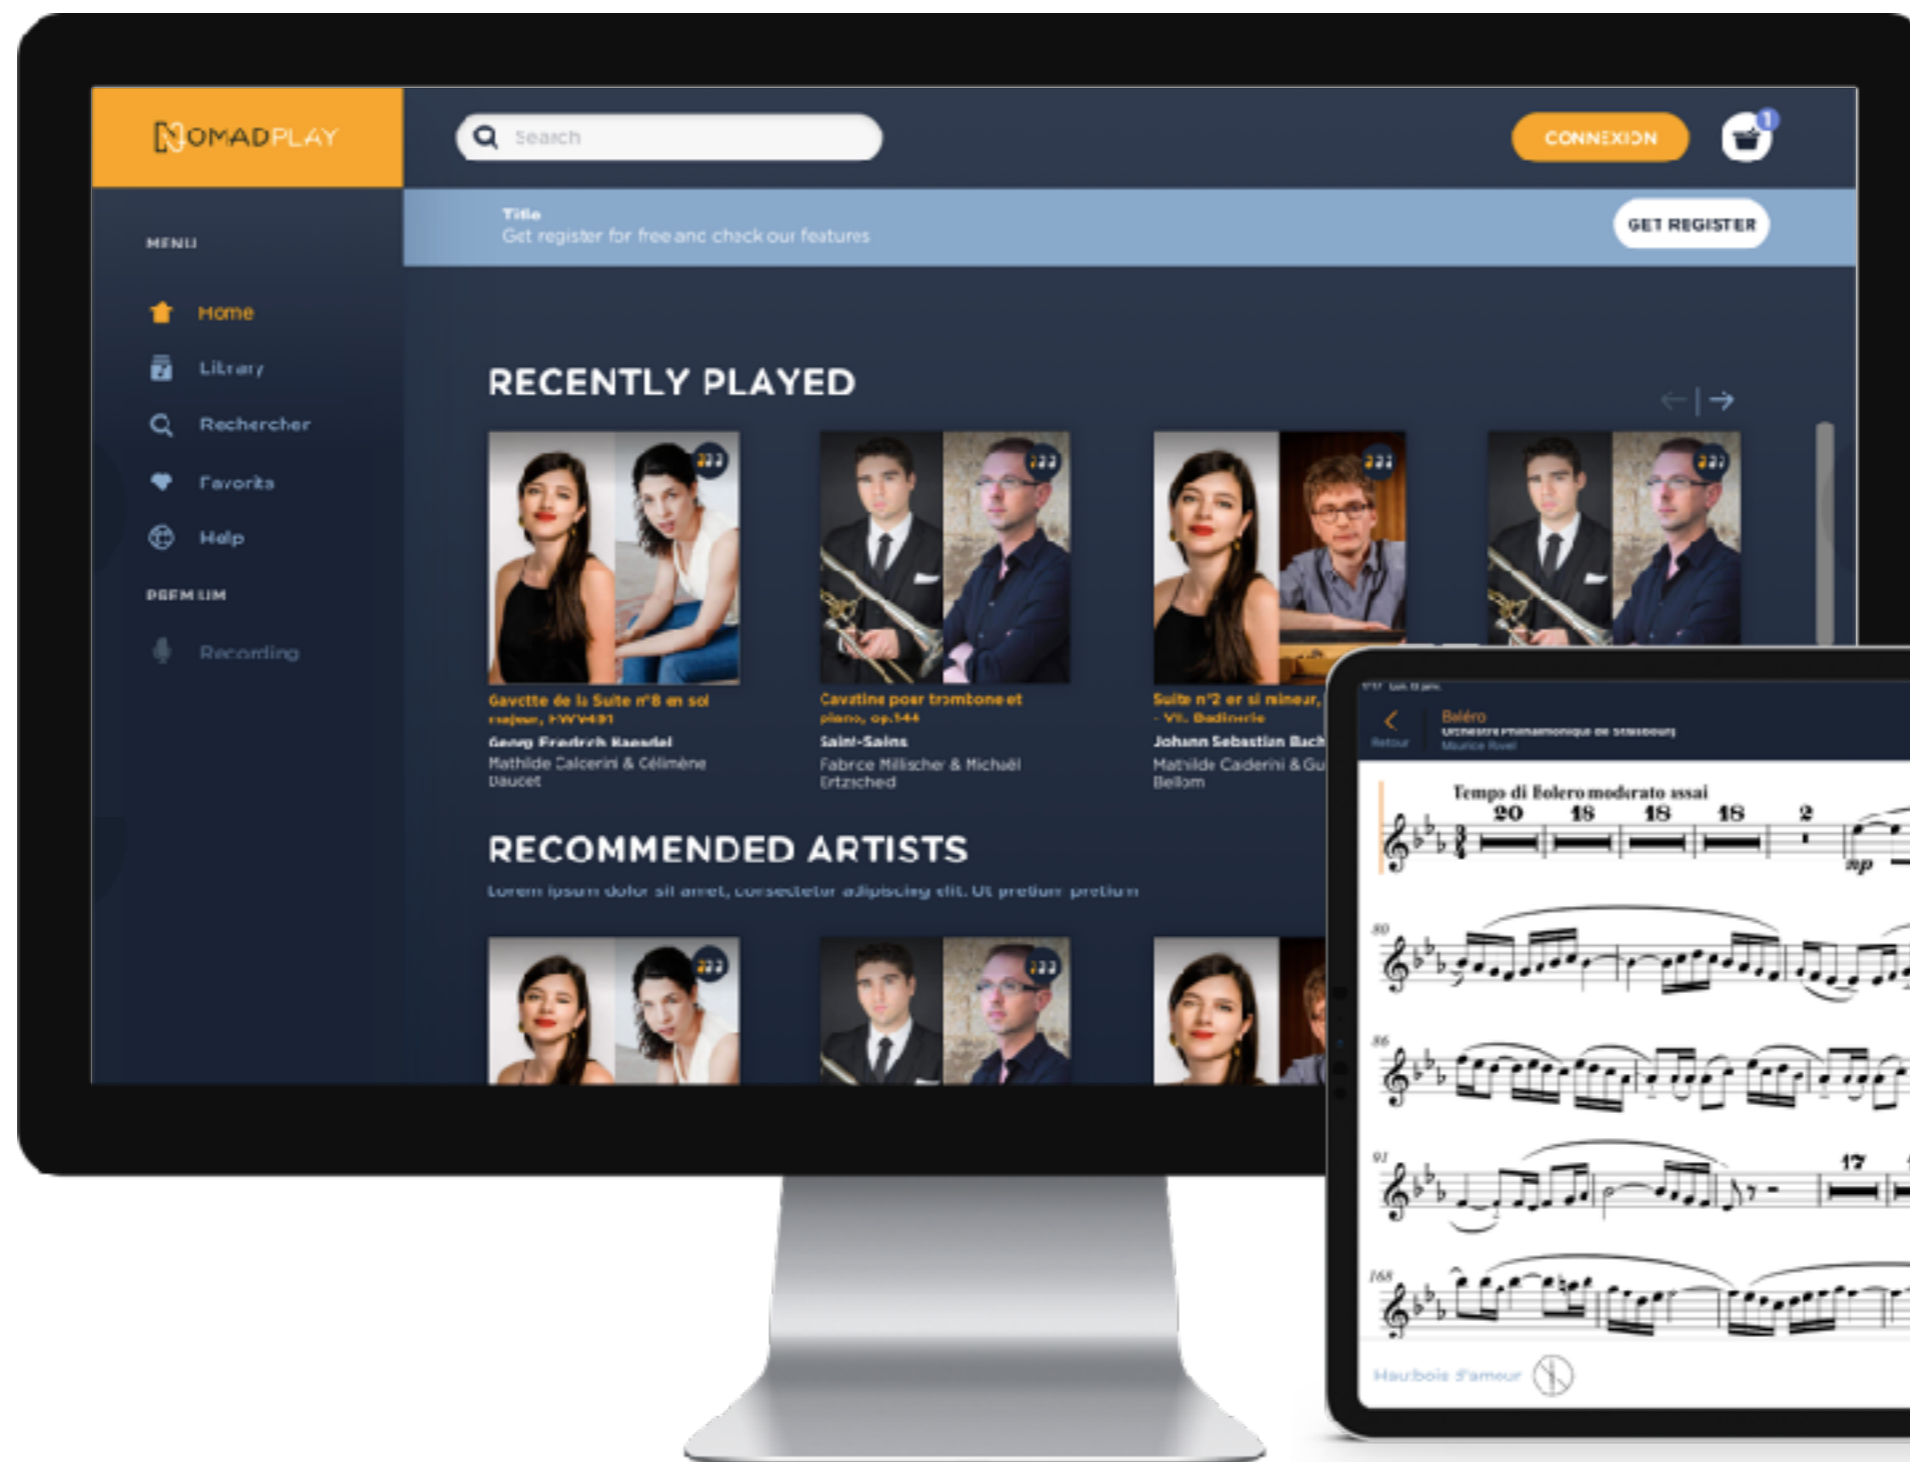 NOMADPLAY
Search
CONNEXION
1
Title
Get register for free and check our features
GET REGISTER
MENU
Home
Library
Rechercher
Favorits
Help
PREMIUM
Recording
RECENTLY PLAYED
Gavotte de la Suite n°8 en sol
majeur,
Georg Friedrich Haendel
Mathilde Calderini & Célimène
Daucet
Cavatine pour trombone et
piano, op.144
Saint-Saëns
Fabrice Millischer & Michaël
Ertzscheid
Suite n°2 en si mineur,
- VII. Badinerie
Johann Sebastian Bach
Mathilde Calderini & Gu
Bellom
RECOMMENDED ARTISTS
Lorem ipsum dolor sit amet, consectetur adipiscing elit. Ut pretium pretium
Retour
Boléro
Orchestre Philharmonique de Strasbourg
Maurice Ravel
Tempo di Bolero moderato assai
20 18 18 18 2
mp
80
86
91
17
168
Hautbois d'amour